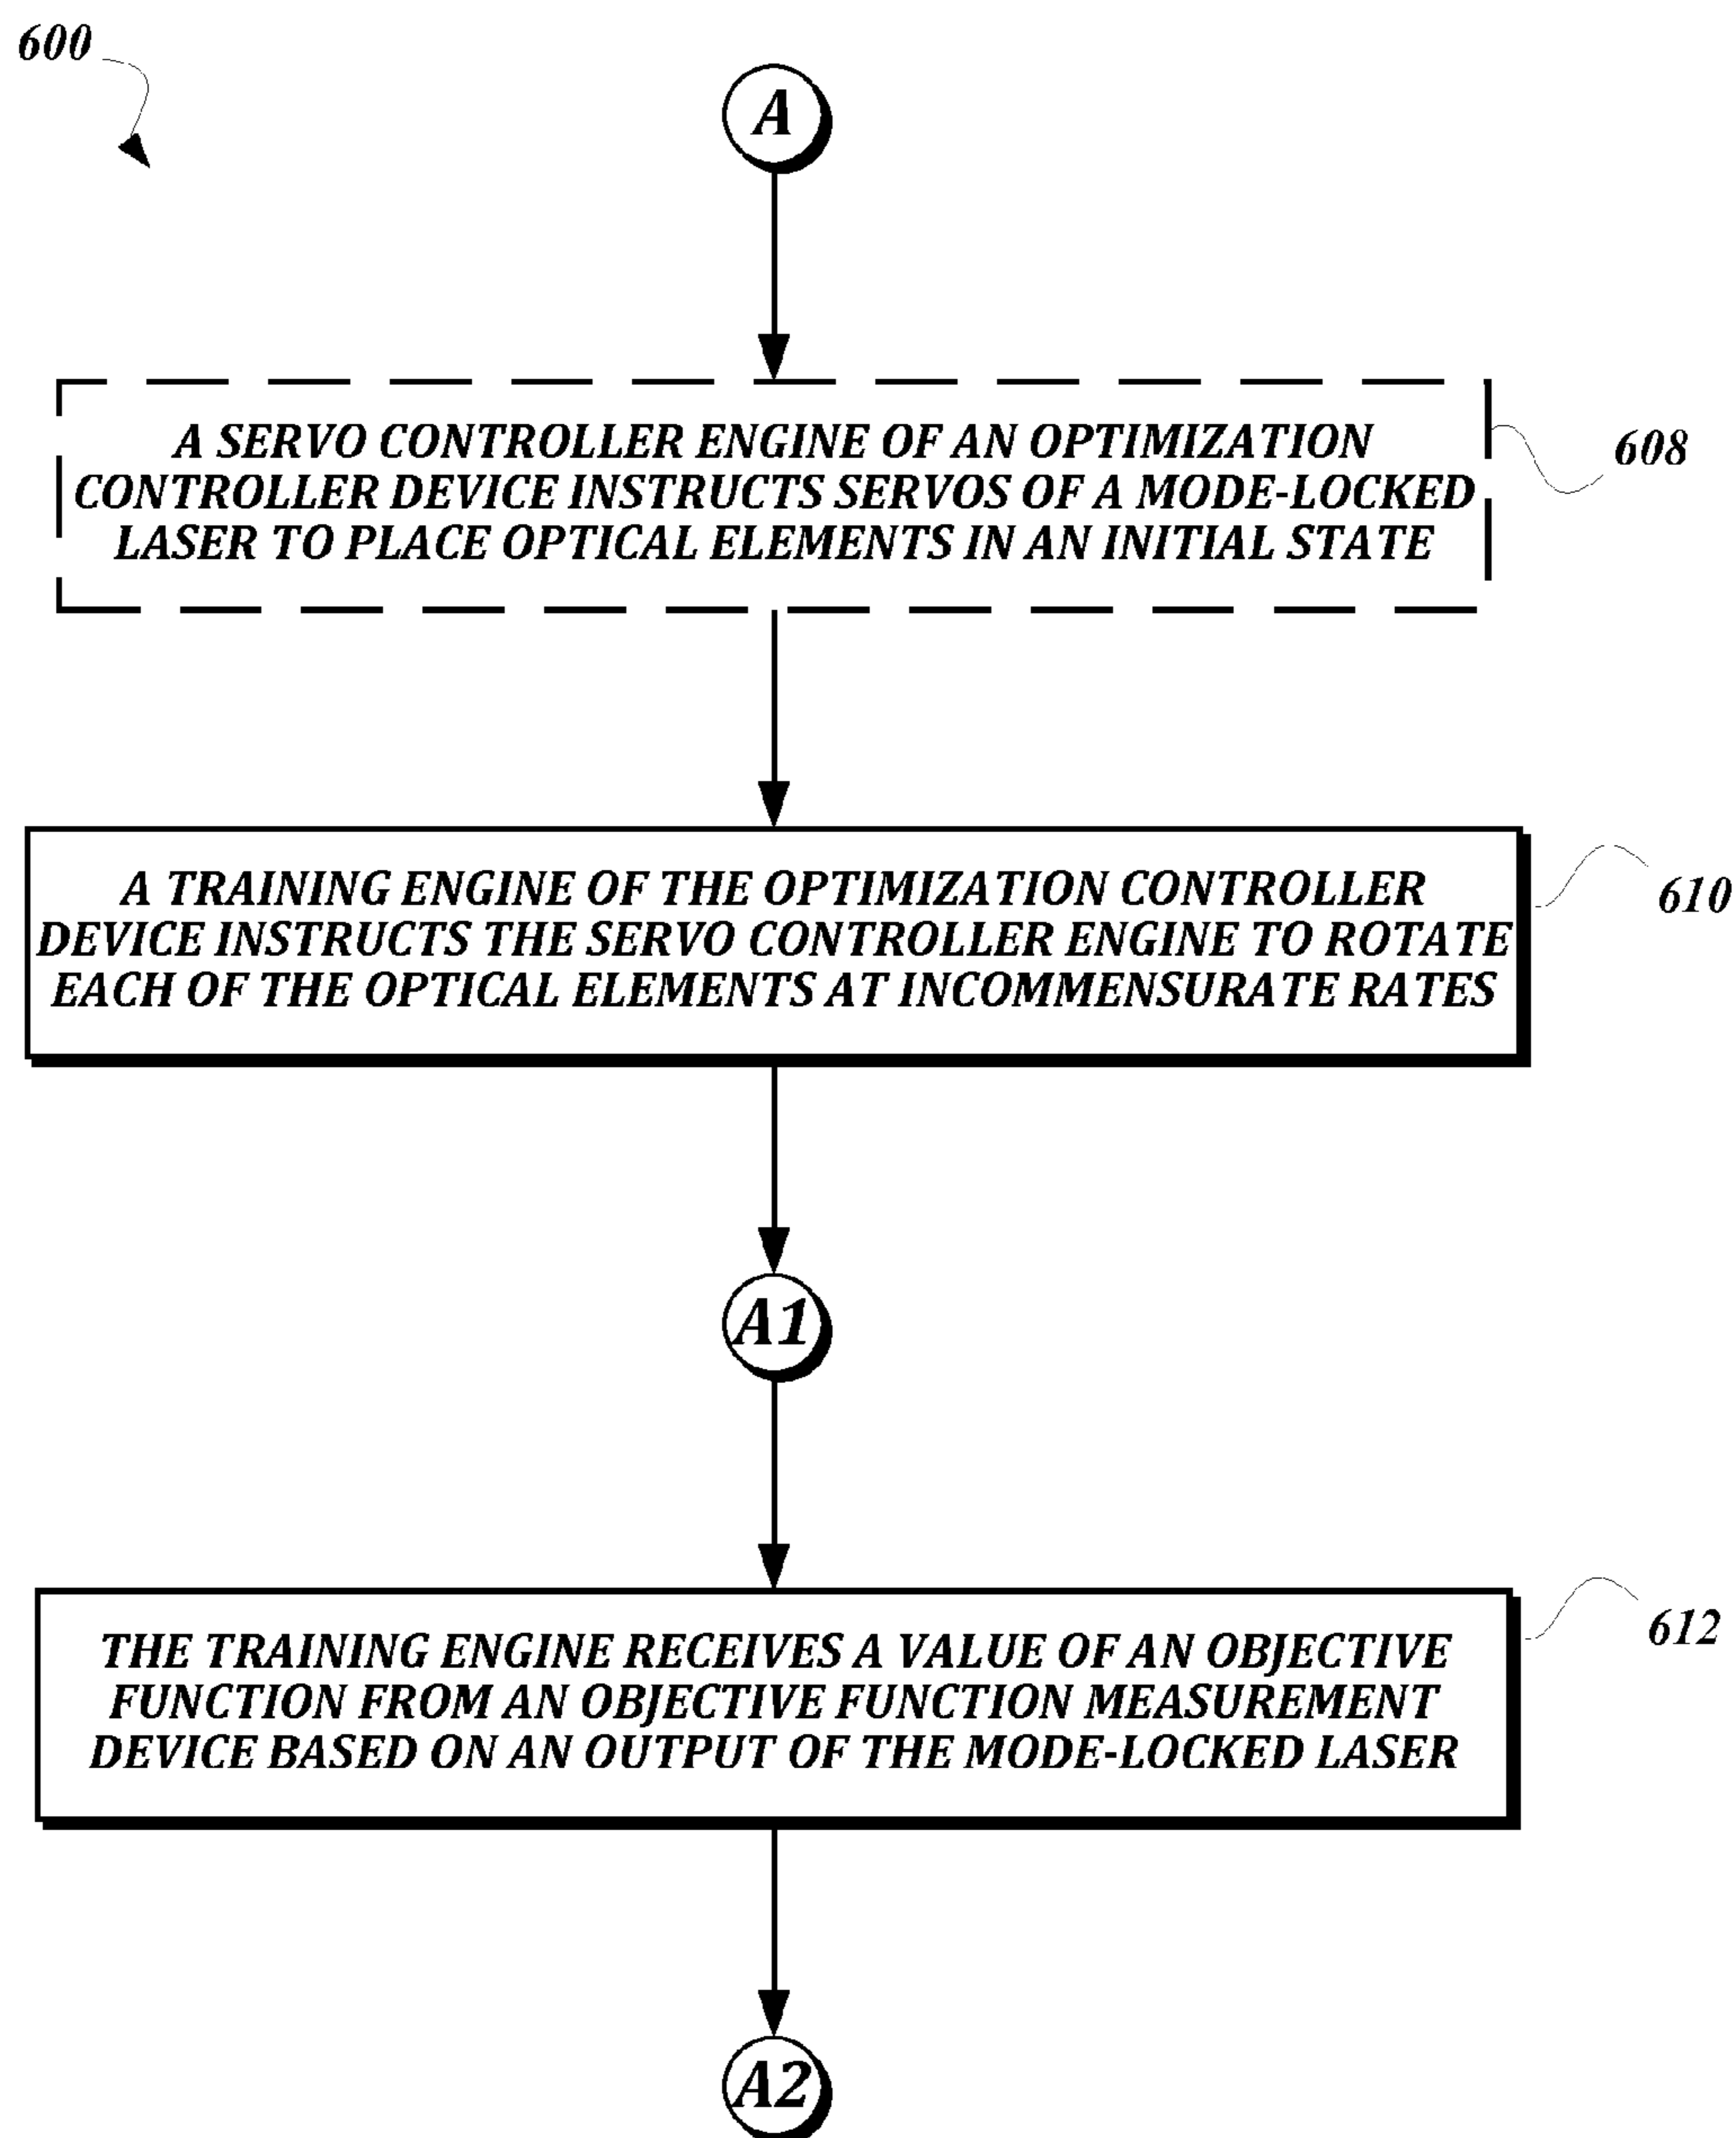 600
A
A SERVO CONTROLLER ENGINE OF AN OPTIMIZATION
CONTROLLER DEVICE INSTRUCTS SERVOS OF A MODE-LOCKED
LASER TO PLACE OPTICAL ELEMENTS IN AN INITIAL STATE
608
A TRAINING ENGINE OF THE OPTIMIZATION CONTROLLER
DEVICE INSTRUCTS THE SERVO CONTROLLER ENGINE TO ROTATE
EACH OF THE OPTICAL ELEMENTS AT INCOMMENSURATE RATES
610
A1
THE TRAINING ENGINE RECEIVES A VALUE OF AN OBJECTIVE
FUNCTION FROM AN OBJECTIVE FUNCTION MEASUREMENT
DEVICE BASED ON AN OUTPUT OF THE MODE-LOCKED LASER
612
A2